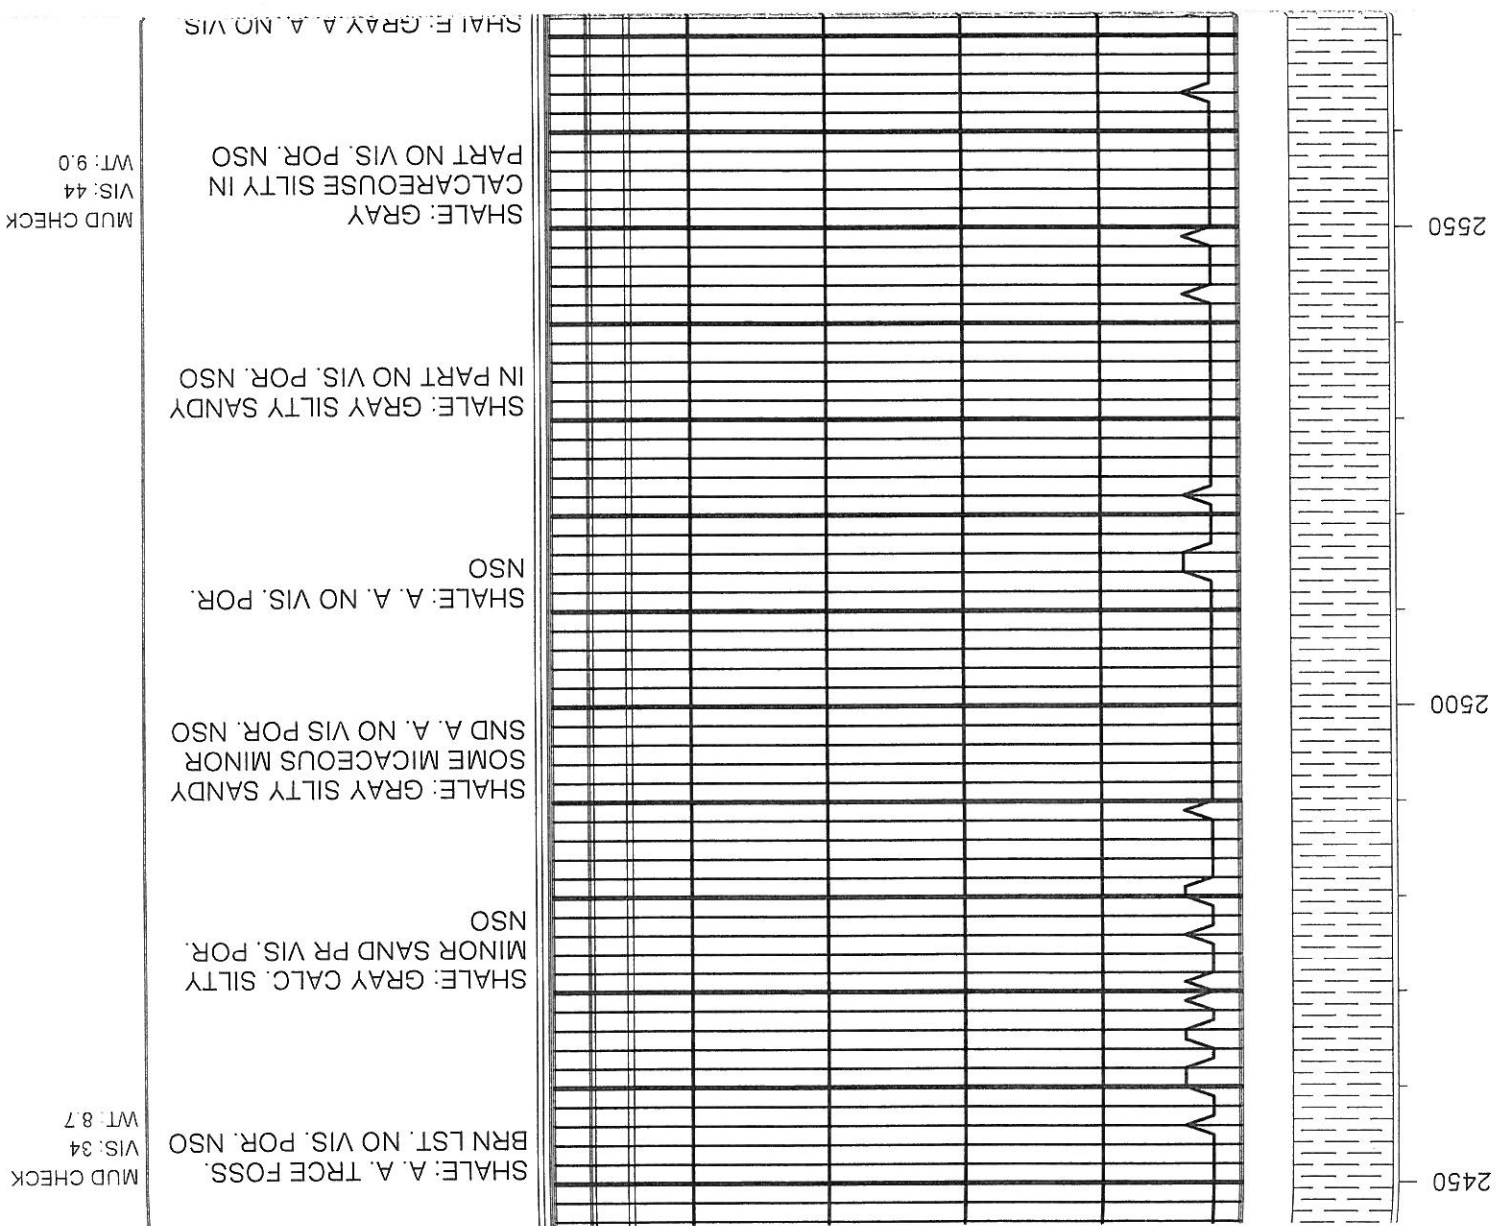 2450
SHALE: A. A. TRCE FOSS.
BRN LST. NO VIS. POR. NSO
MUD CHECK
VIS: 34
WT: 8.7
SHALE: GRAY CALC. SILTY
MINOR SAND PR VIS. POR.
NSO
SHALE: GRAY SILTY SANDY
SOME MICACEOUS MINOR
SND A. A. NO VIS POR. NSO
2500
SHALE: A. A. NO VIS. POR.
NSO
SHALE: GRAY SILTY SANDY
IN PART NO VIS. POR. NSO
2550
SHALE: GRAY
CALCAREOUSE SILTY IN
PART NO VIS. POR. NSO
MUD CHECK
VIS: 44
WT: 9.0
SHALE: GRAY A. A. NO VIS